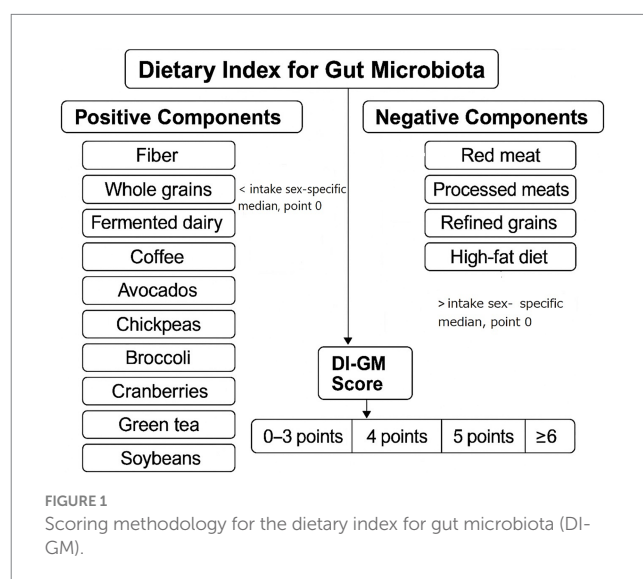 Dietary Index for Gut Microbiota
Positive Components
Fiber
Whole grains
Fermented dairy
Coffee
Avocados
Chickpeas
Broccoli
Cranberries
Green tea
Soybeans
< intake sex-specific
median, point 0
Negative Components
Red meat
Processed meats
Refined grains
High-fat diet
> intake sex- specific
median, point 0
DI-GM
Score
0–3 points
4 points
5 points
≥6
FIGURE 1
Scoring methodology for the dietary index for gut microbiota (DI-
GM).